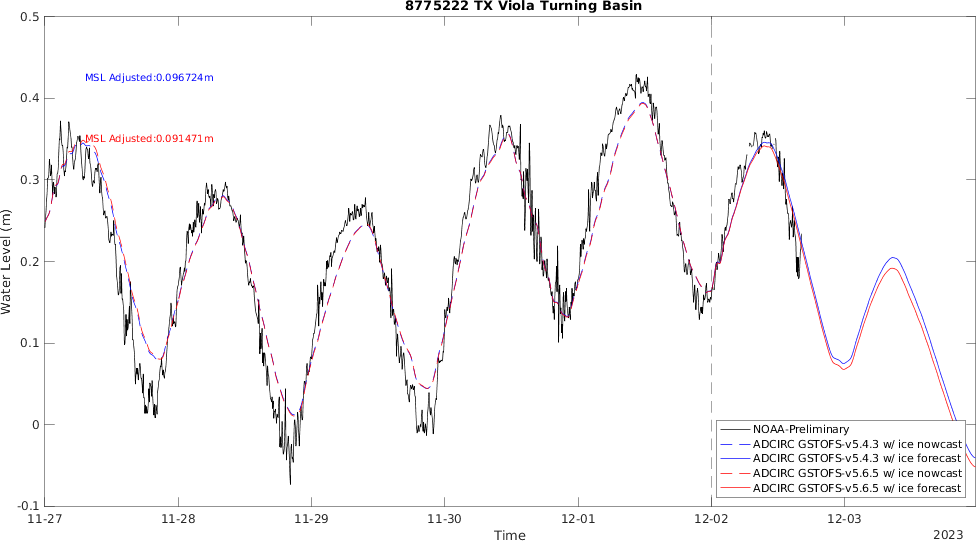 8775222 TX Viola Turning Basin
0.5
MSL Adjusted:0.096724m
0.4
MSL Adjusted:0.091471m
0.3
Water Level (m)
0.2
0.1
0
-0.1
NOAA-Preliminary
ADCIRC GSTOFS-v5.4.3 w/ ice nowcast
ADCIRC GSTOFS-v5.4.3 w/ ice forecast
ADCIRC GSTOFS-v5.6.5 w/ ice nowcast
ADCIRC GSTOFS-v5.6.5 w/ ice forecast
11-27 11-28 11-29 11-30 12-01 12-02 12-03
Time
2023